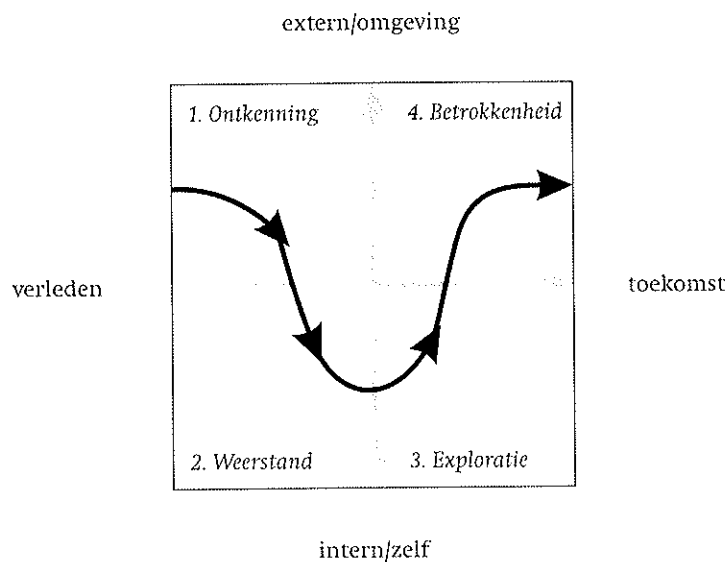 extern/omgeving
1. Ontkenning
4. Betrokkenheid
verleden
toekomst
2. Weerstand
3. Exploratie
intern/zelf